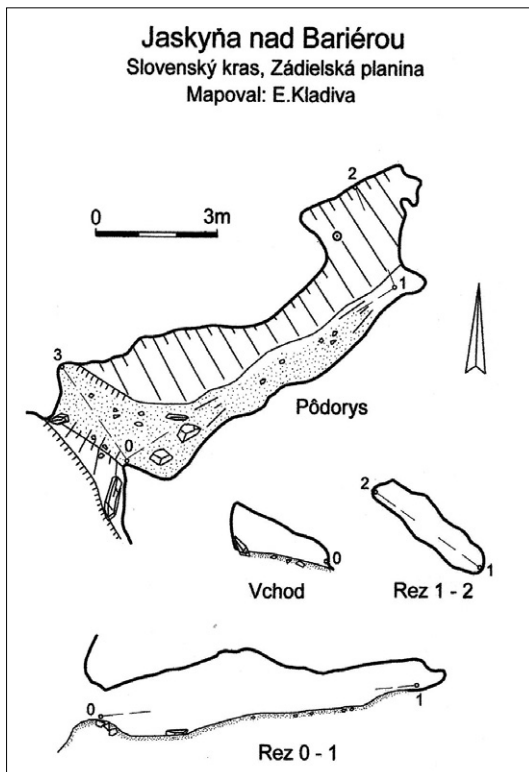 Jaskyňa nad Bariérou
Slovenský kras, Zádielská planina
Mapoval: E.Kladiva
0 3m
2
1
3
0
Pôdorys
0
Vchod
2
1
Rez 1 - 2
0
1
Rez 0 - 1